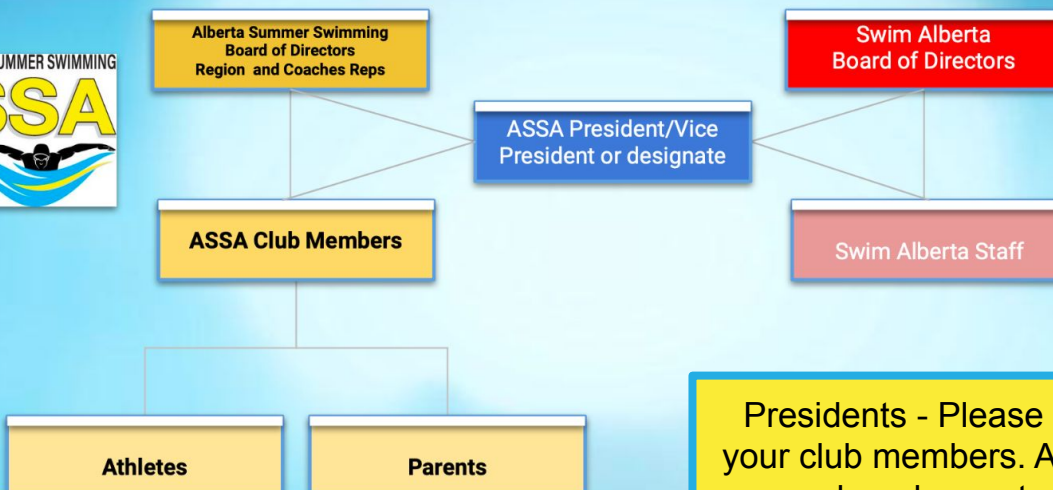 Alberta Summer Swimming
Board of Directors
Region and Coaches Reps
Swim Alberta
Board of Directors
UMMER SWIMMING
SSA
ASSA President/Vice
President or designate
ASSA Club Members
Swim Alberta Staff
Athletes
Parents
Presidents - Please
your club members. A